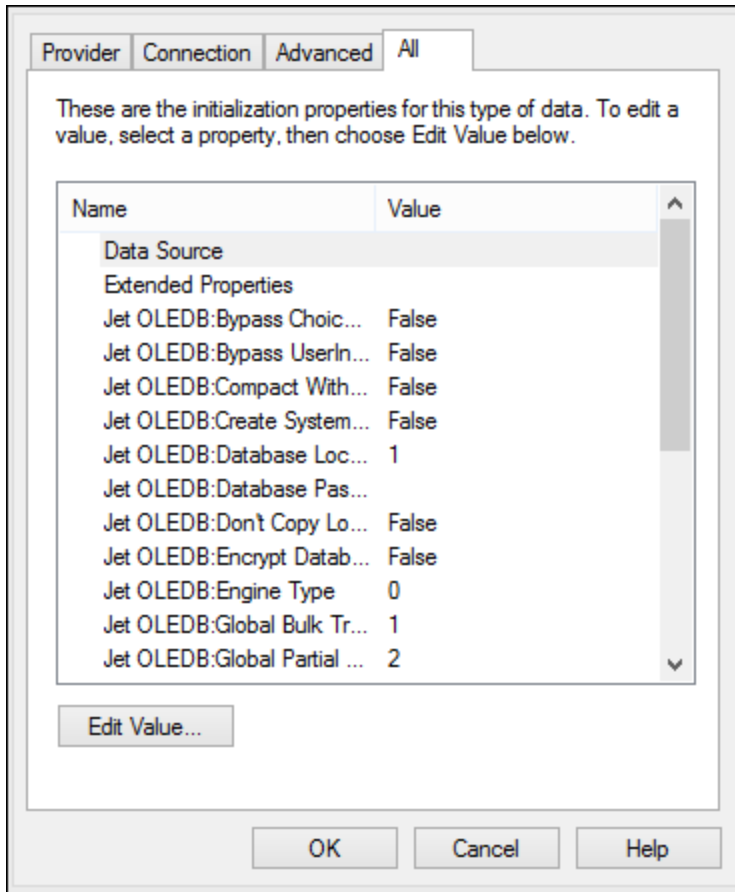 Provider Connection Advanced All
These are the initialization properties for this type of data. To edit a
value, select a property, then choose Edit Value below.
Name Value
Data Source
Extended Properties
Jet OLEDB:Bypass Choic... False
Jet OLEDB:Bypass UserIn... False
Jet OLEDB:Compact With... False
Jet OLEDB:Create System... False
Jet OLEDB:Database Loc... 1
Jet OLEDB:Database Pas...
Jet OLEDB:Don't Copy Lo... False
Jet OLEDB:Encrypt Datab... False
Jet OLEDB:Engine Type 0
Jet OLEDB:Global Bulk Tr... 1
Jet OLEDB:Global Partial ... 2
Edit Value...
OK Cancel Help